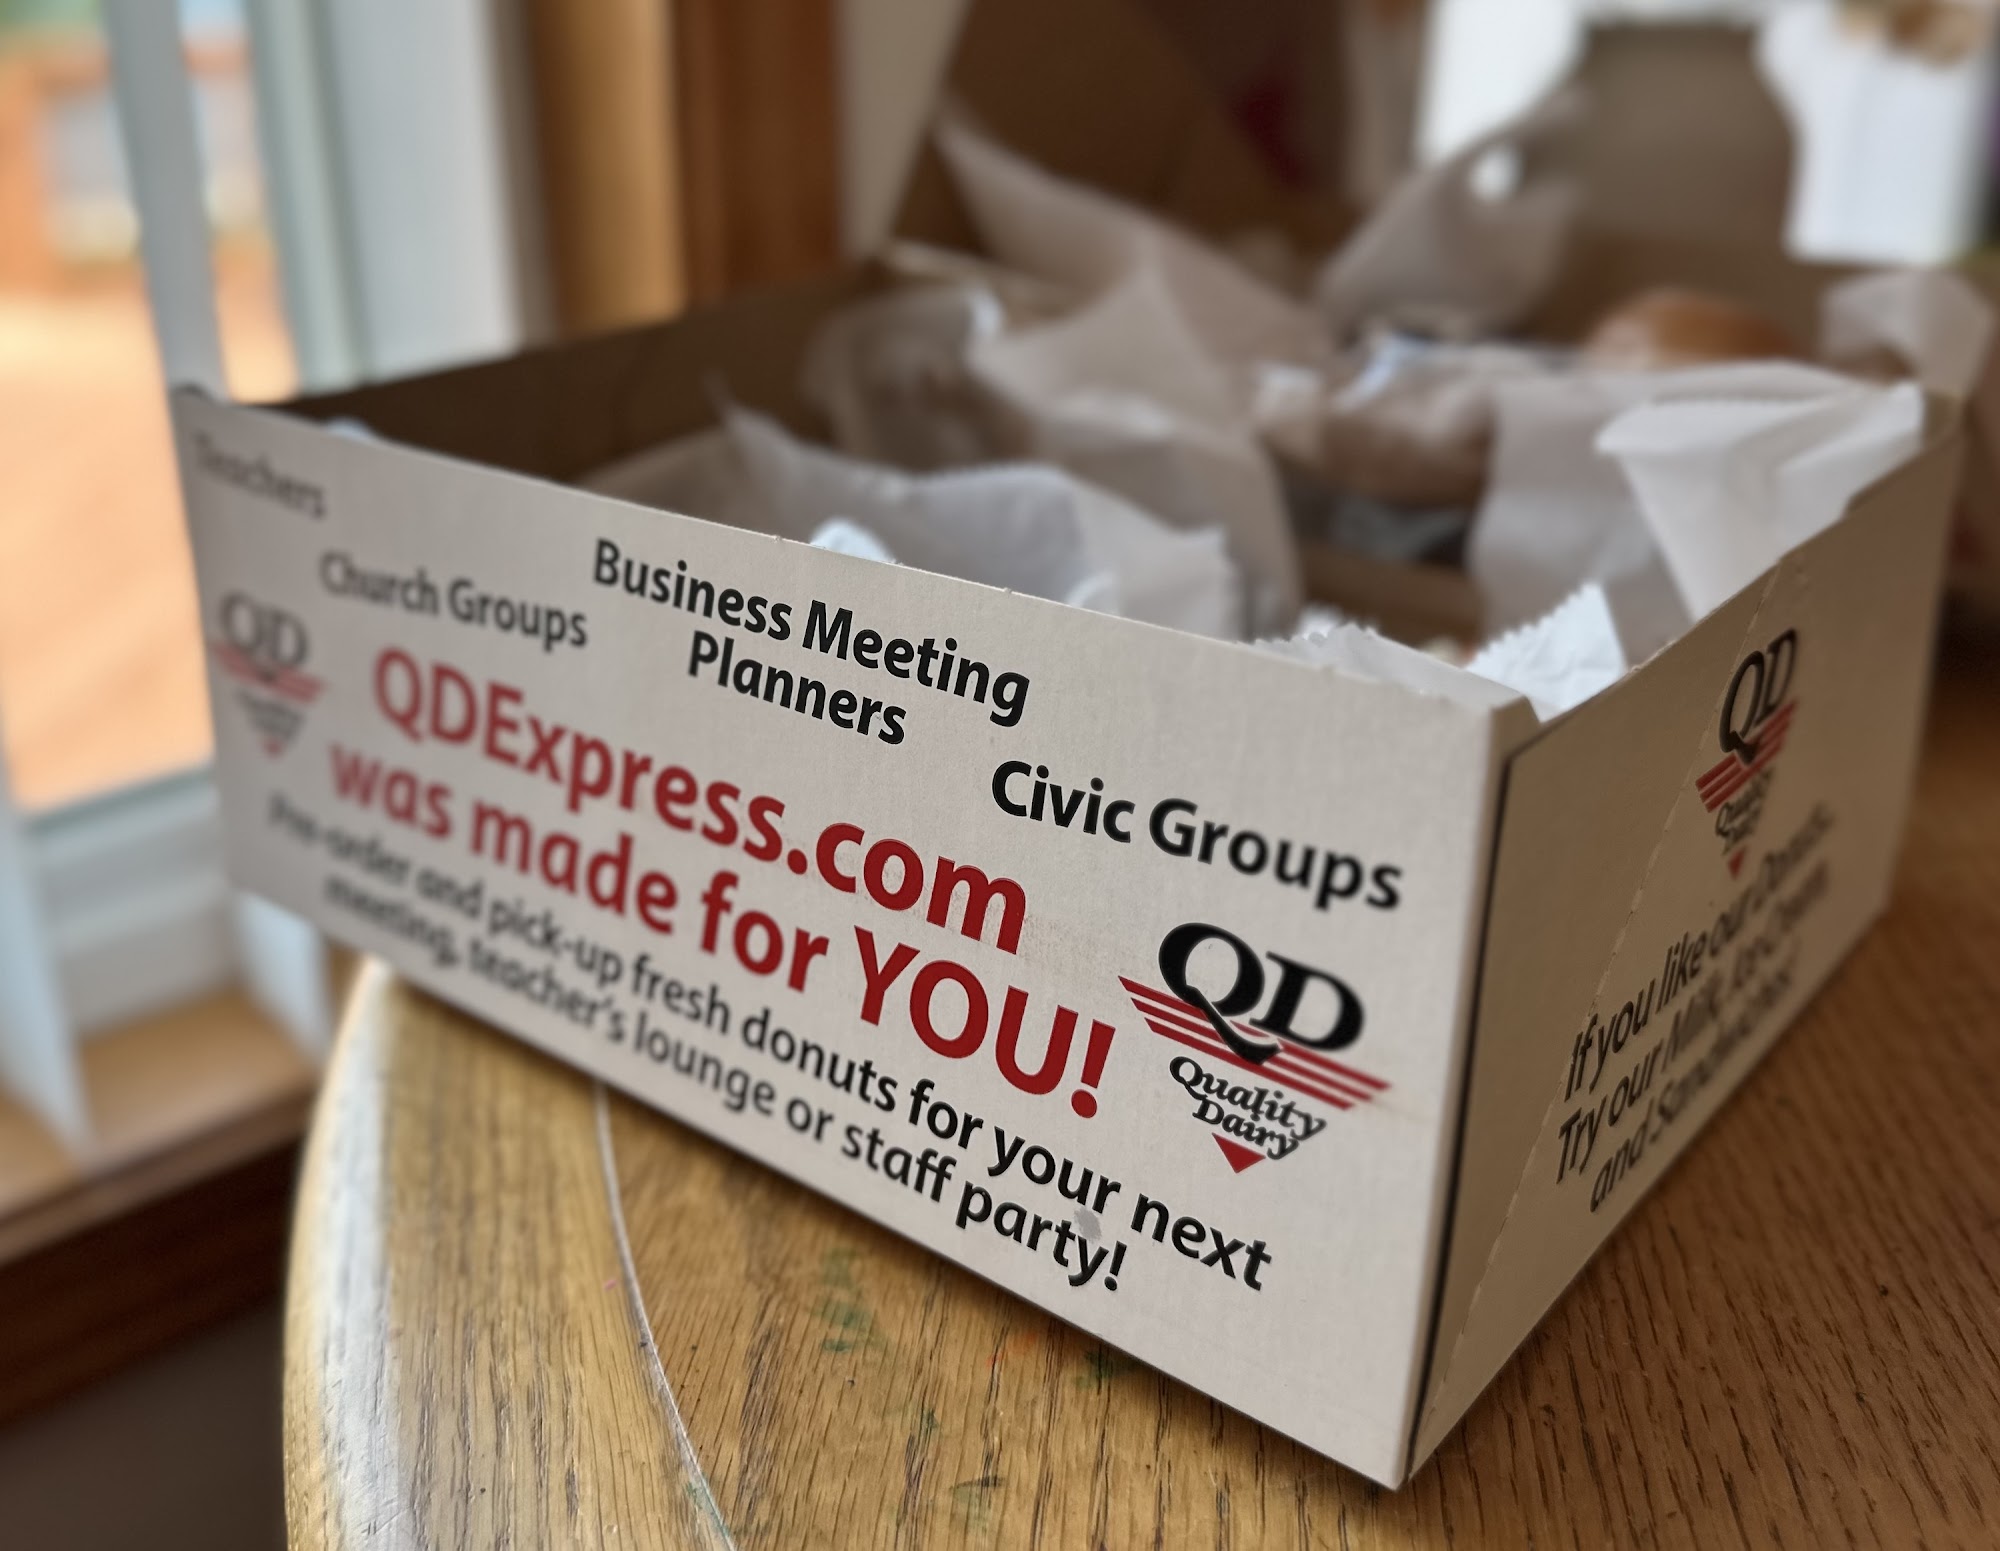 Teachers
Church Groups
Business Meeting
Planners
Civic Groups
QD
QDExpress.com
was made for YOU!
Pre-order and pick-up fresh donuts for your next
meeting, teacher's lounge or staff party!
QD
Quality
Dairy
QD
Quality
Dairy
If you like our Donuts...
Try our Milk, Ice Cream
and Sandwiches!